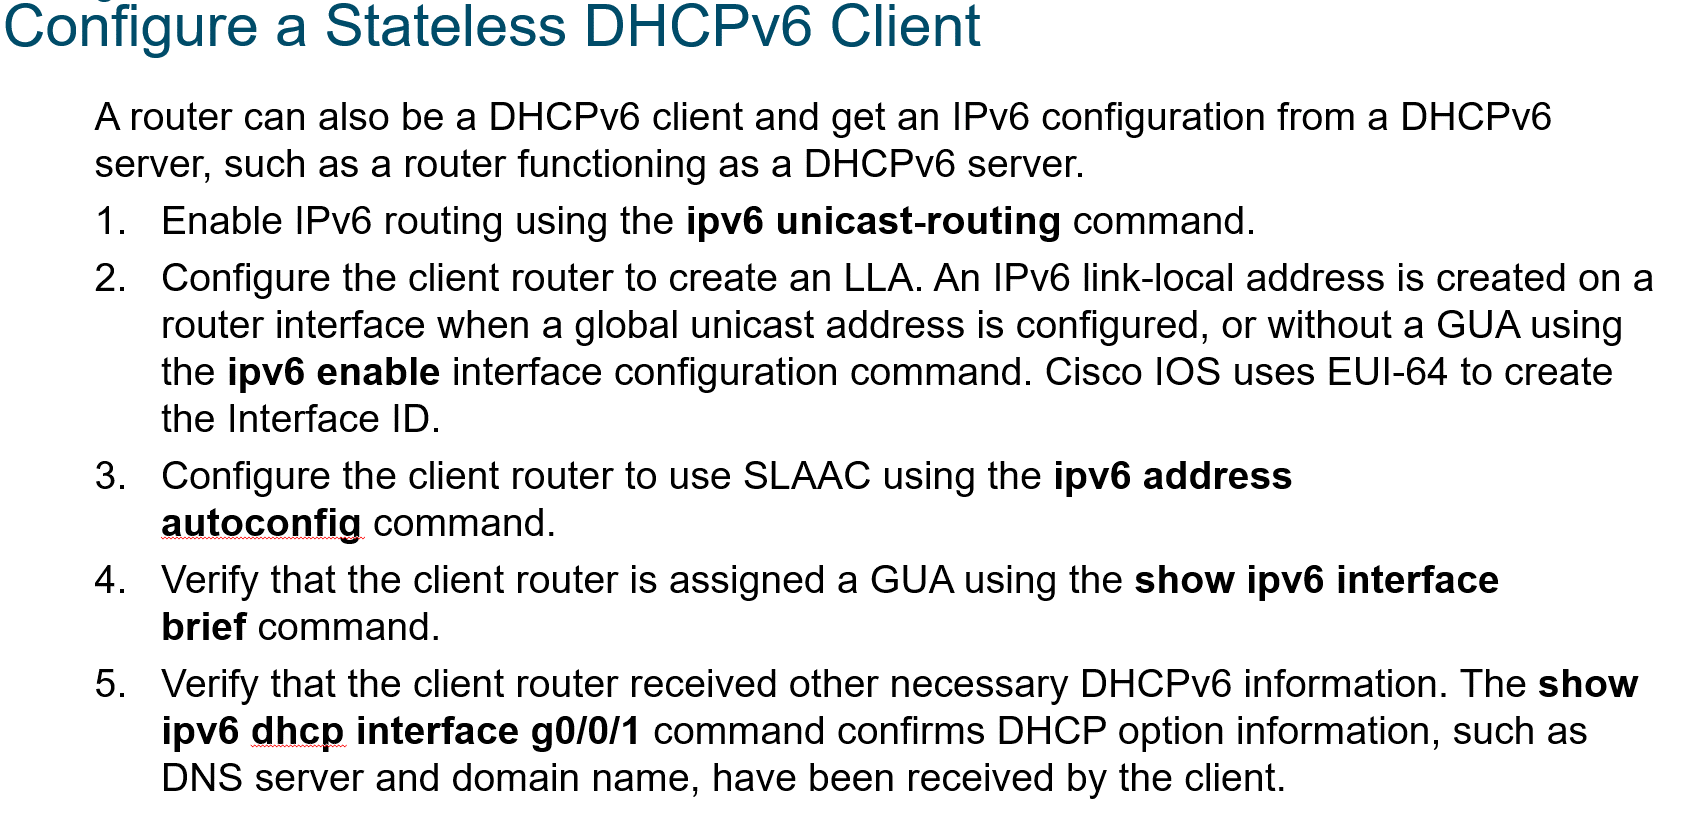 Configure a Stateless DHCPv6 Client
A router can also be a DHCPv6 client and get an IPv6 configuration from a DHCPv6
server, such as a router functioning as a DHCPv6 server.
1. Enable IPv6 routing using the ipv6 unicast-routing command.
2. Configure the client router to create an LLA. An IPv6 link-local address is created on a
router interface when a global unicast address is configured, or without a GUA using
the ipv6 enable interface configuration command. Cisco IOS uses EUI-64 to create
the Interface ID.
3. Configure the client router to use SLAAC using the ipv6 address
autoconfig command.
4. Verify that the client router is assigned a GUA using the show ipv6 interface
brief command.
5. Verify that the client router received other necessary DHCPv6 information. The show
ipv6 dhcp interface g0/0/1 command confirms DHCP option information, such as
DNS server and domain name, have been received by the client.